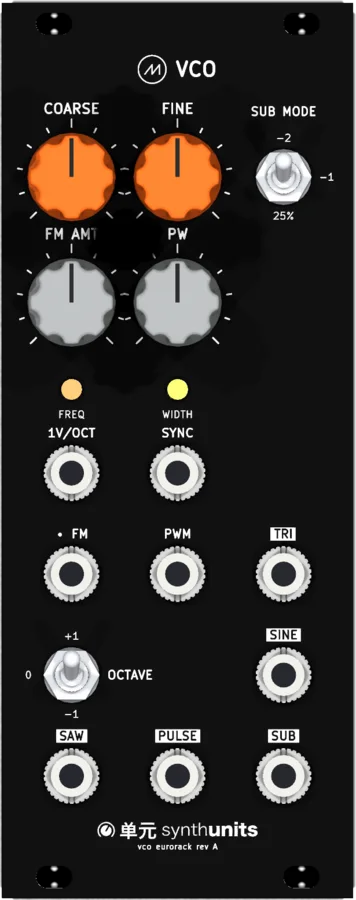 VCO
COARSE FINE SUB MODE
-2
-1
25%
FM AMT PW
FREQ WIDTH
1V/OCT SYNC
• FM PWM TRI
SINE
+1
0 OCTAVE
-1
SAW PULSE SUB
单元 synthunits
vco eurorack rev A